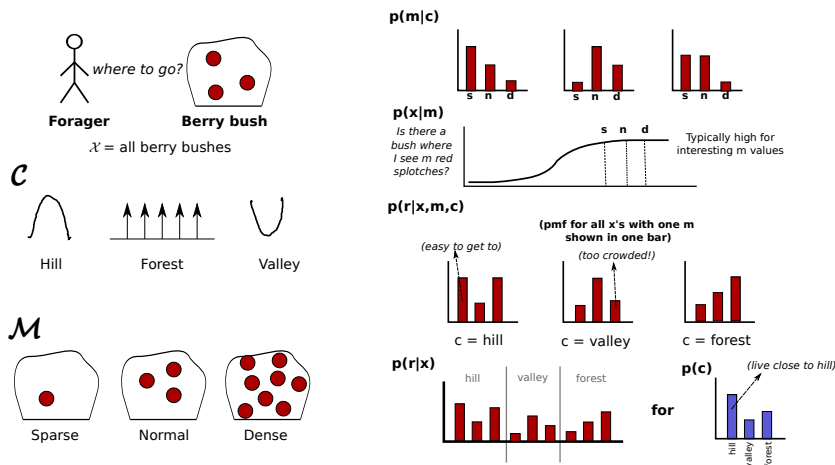 where to go?
Forager
Berry bush
𝒳 = all berry bushes
𝒞
Hill
Forest
Valley
ℳ
Sparse
Normal
Dense
p(m|c)
s n d
s n d
s n d
p(x|m)
Is there a
bush where
I see m red
splotches?
s n d
Typically high for
interesting m values
p(r|x,m,c)
(pmf for all x's with one m
shown in one bar)
(easy to get to)
(too crowded!)
c = hill
c = valley
c = forest
p(r|x)
hill
valley
forest
for
p(c)
(live close to hill)
hill
valley
forest